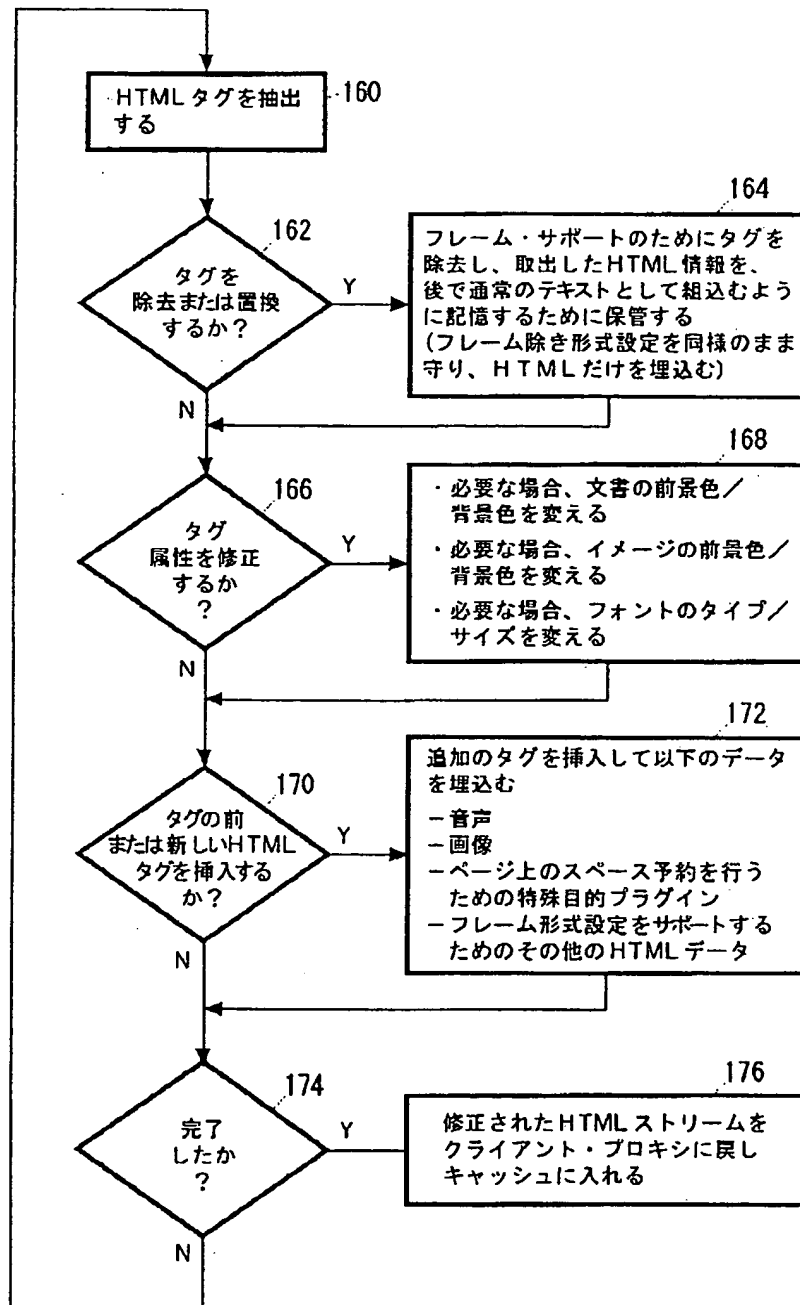 HTMLタグを抽出
する
160
162
タグを
除去または置換
するか?
Y
N
164
フレーム・サポートのためにタグを
除去し、取出したHTML情報を、
後で通常のテキストとして組込むよう
に記憶するために保管する
(フレーム除き形式設定を同様のまま
守り、HTMLだけを埋込む)
166
タグ
属性を修正
するか
?
Y
N
168
・必要な場合、文書の前景色/
背景色を変える
・必要な場合、イメージの前景色/
背景色を変える
・必要な場合、フォントのタイプ/
サイズを変える
170
タグの前
または新しいHTML
タグを挿入する
か?
Y
N
172
追加のタグを挿入して以下のデータ
を埋込む
-音声
-画像
-ページ上のスペース予約を行う
ための特殊目的プラグイン
-フレーム形式設定をサポートする
ためのその他のHTMLデータ
174
完了
したか
?
Y
N
176
修正されたHTMLストリームを
クライアント・プロキシに戻し
キャッシュに入れる